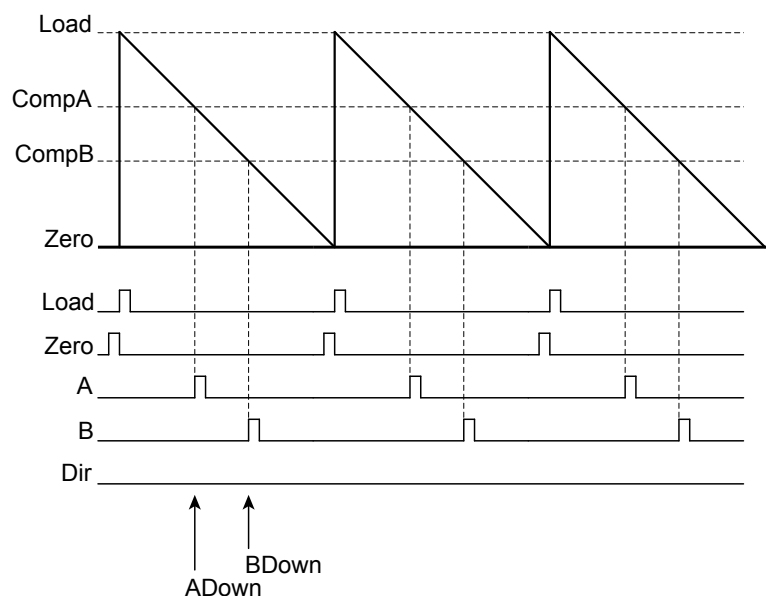 Load
CompA
CompB
Zero
Load
Zero
A
B
Dir
BDown
ADown